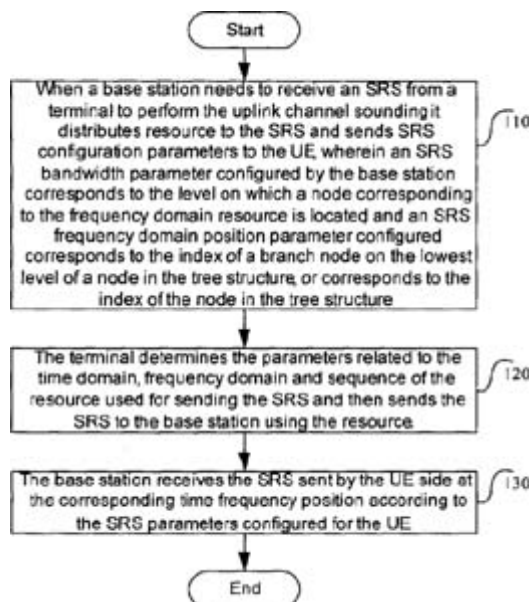 Start
When a base station needs to receive an SRS from a
terminal to perform the uplink channel sounding it
distributes resource to the SRS and sends SRS
configuration parameters to the UE, wherein an SRS
bandwidth parameter configured by the base station
corresponds to the level on which a node corresponding
to the frequency domain resource is located and an SRS
frequency domain position parameter configured
corresponds to the index of a branch node on the lowest
level of a node in the tree structure, or corresponds to the
index of the node in the tree structure
110
The terminal determines the parameters related to the
time domain, frequency domain and sequence of the
resource used for sending the SRS and then sends the
SRS to the base station using the resource.
120
The base station receives the SRS sent by the UE side at
the corresponding time frequency position according to
the SRS parameters configured for the UE
130
End